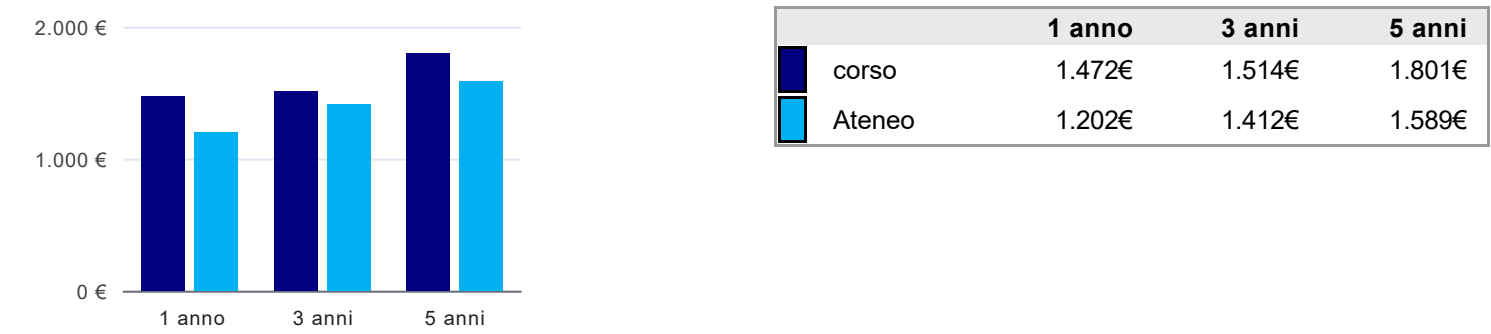 2.000 €
1.000 €
0 €
1 anno 3 anni 5 anni
1 anno 3 anni 5 anni
corso 1.472€ 1.514€ 1.801€
Ateneo 1.202€ 1.412€ 1.589€